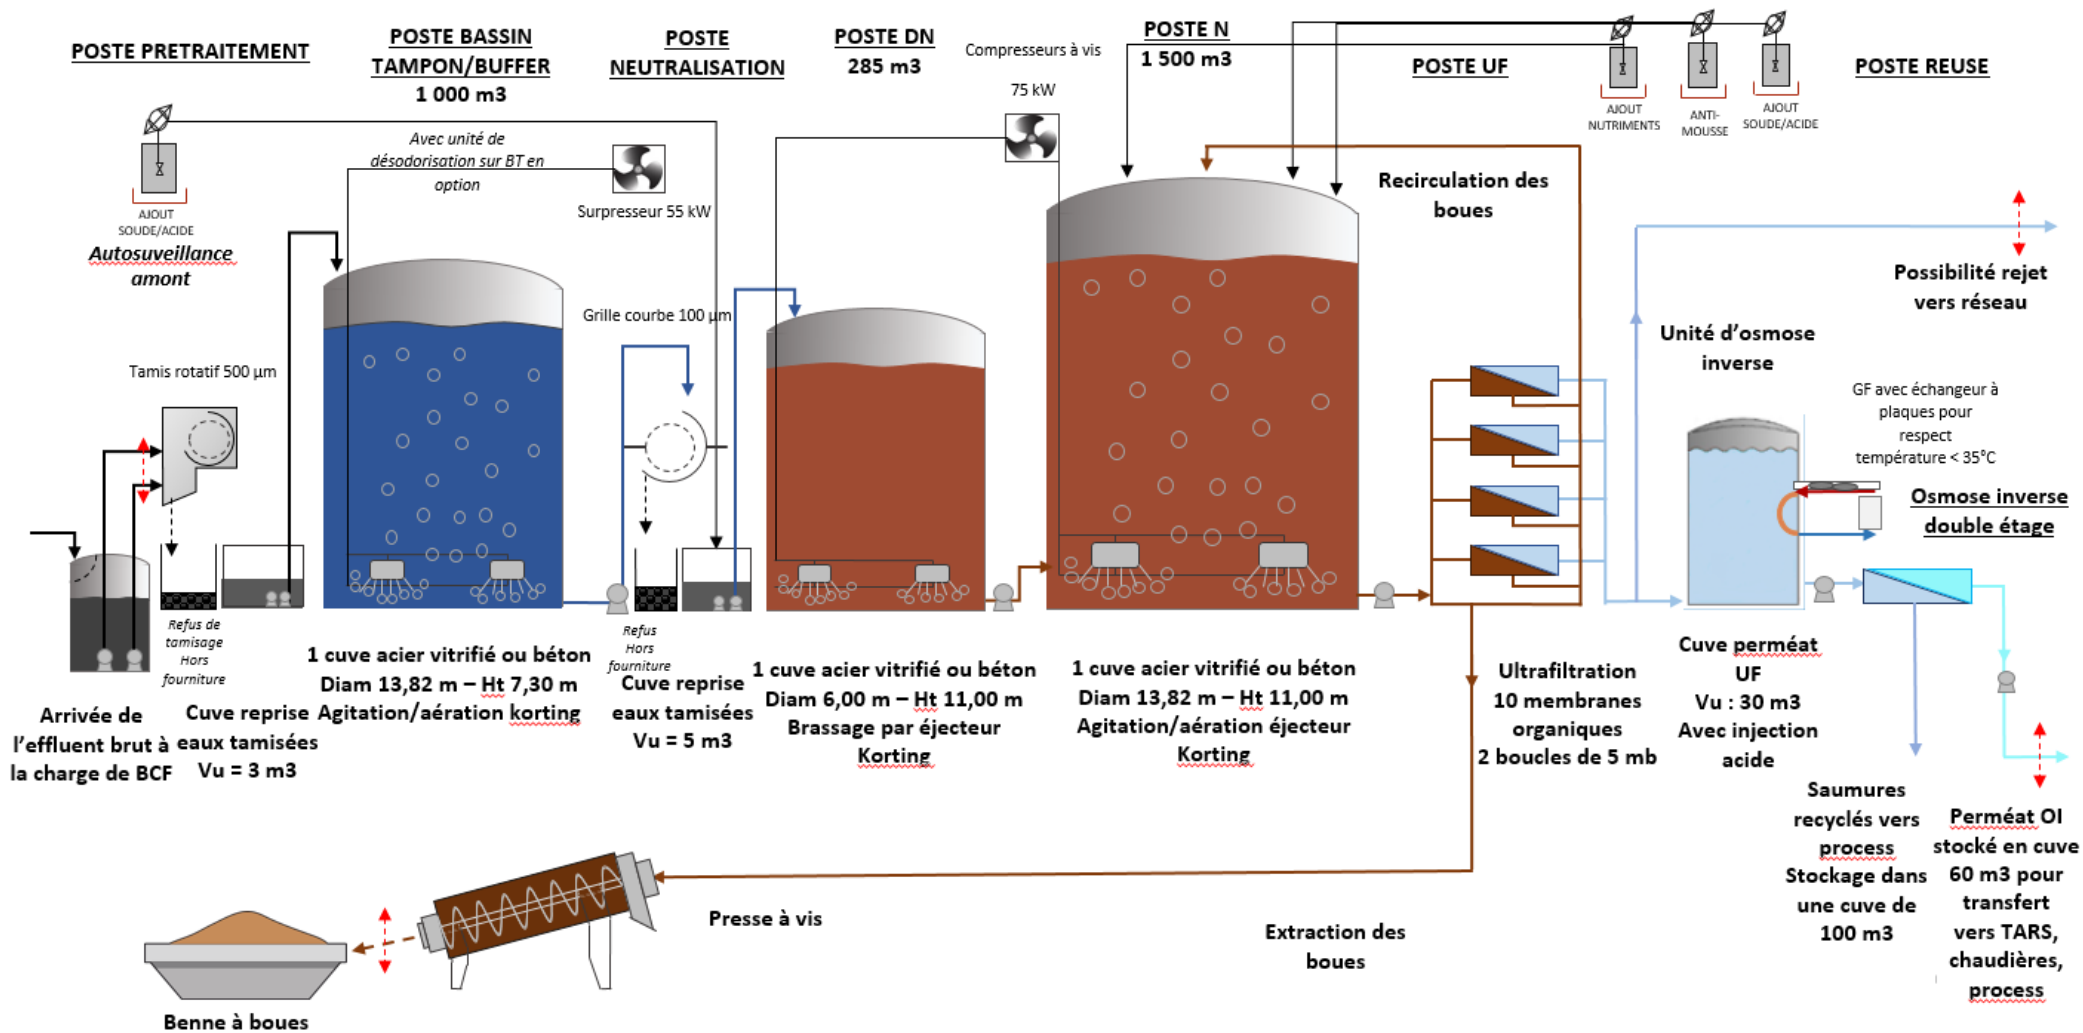 POSTE PRETRAITEMENT
POSTE BASSIN
TAMPON/BUFFER
1 000 m3
POSTE
NEUTRALISATION
POSTE DN
285 m3
Compresseurs à vis
75 kW
POSTE N
1 500 m3
POSTE UF
POSTE REUSE
AJOUT
NUTRIMENTS
ANTI-
MOUSSE
AJOUT
SOUDE/ACIDE
AJOUT
SOUDE/ACIDE
Autosuveillance
amont
Avec unité de
désodorisation sur BT en
option
Surpresseur 55 kW
Recirculation des
boues
Possibilité rejet
vers réseau
Grille courbe 100 µm
Tamis rotatif 500 µm
Unité d’osmose
inverse
GF avec échangeur à
plaques pour
respect
température < 35°C
Osmose inverse
double étage
Refus de
tamisage
Hors
fourniture
Refus
Hors
fourniture
Arrivée de
l’effluent brut à
la charge de BCF
Cuve reprise
eaux tamisées
Vu = 3 m3
1 cuve acier vitrifié ou béton
Diam 13,82 m – Ht 7,30 m
Agitation/aération korting
Cuve reprise
eaux tamisées
Vu = 5 m3
1 cuve acier vitrifié ou béton
Diam 6,00 m – Ht 11,00 m
Brassage par éjecteur
Korting
1 cuve acier vitrifié ou béton
Diam 13,82 m – Ht 11,00 m
Agitation/aération éjecteur
Korting
Ultrafiltration
10 membranes
organiques
2 boucles de 5 mb
Cuve perméat
UF
Vu : 30 m3
Avec injection
acide
Saumures
recyclés vers
process
Stockage dans
une cuve de
100 m3
Perméat OI
stocké en cuve
60 m3 pour
transfert
vers TARS,
chaudières,
process
Presse à vis
Extraction des
boues
Benne à boues